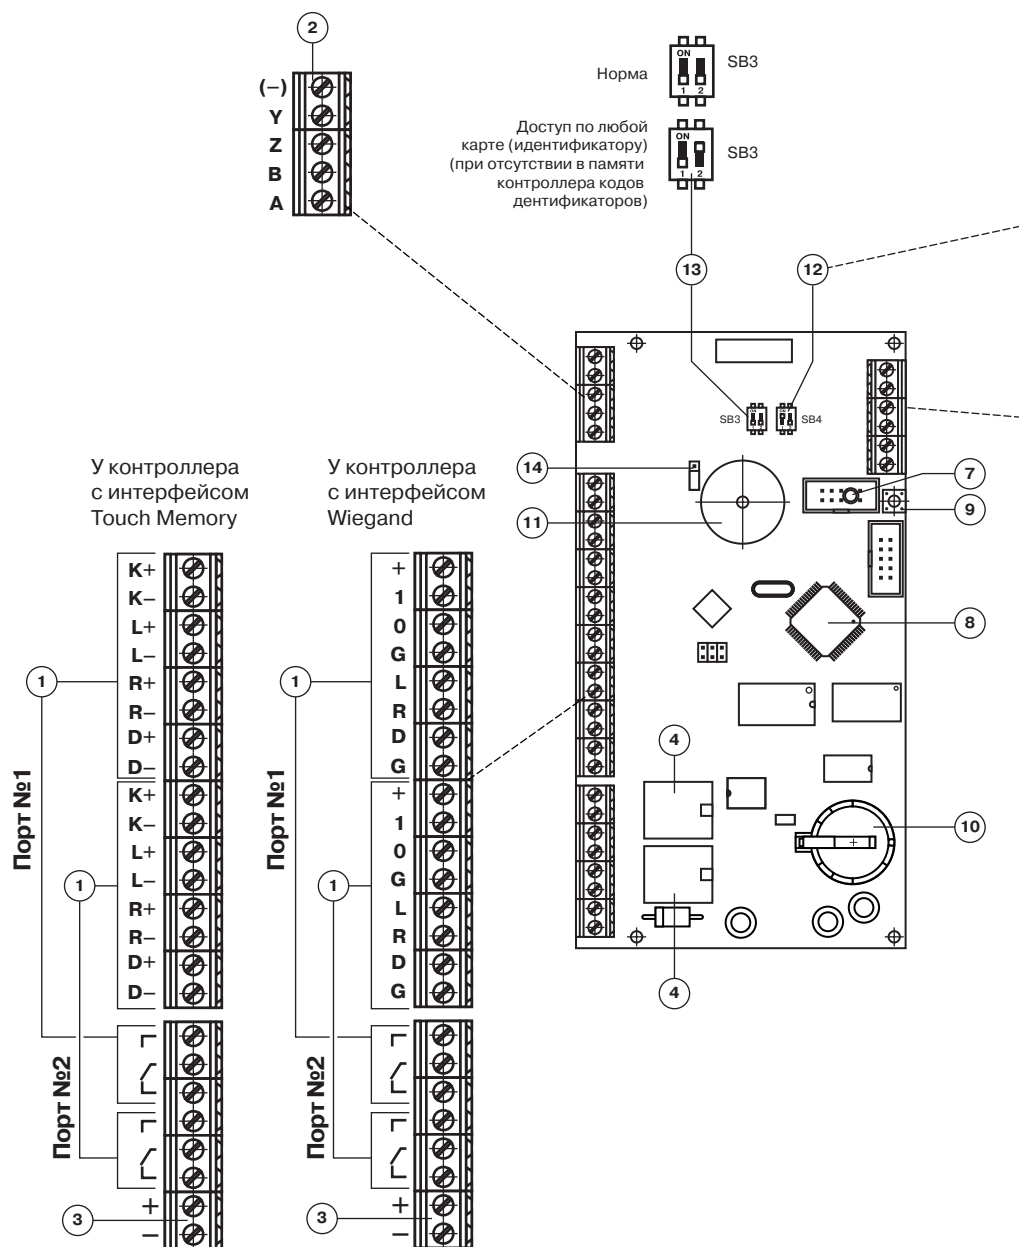 2
(–)
Y
Z
B
A
Норма
ON
1 2
SB3
Доступ по любой
карте (идентификатору)
(при отсутствии в памяти
контроллера кодов
дентификаторов)
ON
1 2
SB3
13
12
SB3
SB4
14
11
7
9
8
4
10
4
У контроллера
с интерфейсом
Touch Memory
K+
K–
L+
L–
R+
R–
D+
D–
K+
K–
L+
L–
R+
R–
D+
D–
1
1
Порт №1
Порт №2
+
–
3
У контроллера
с интерфейсом
Wiegand
+
1
0
G
L
R
D
G
+
1
0
G
L
R
D
G
1
1
Порт №1
Порт №2
+
–
3